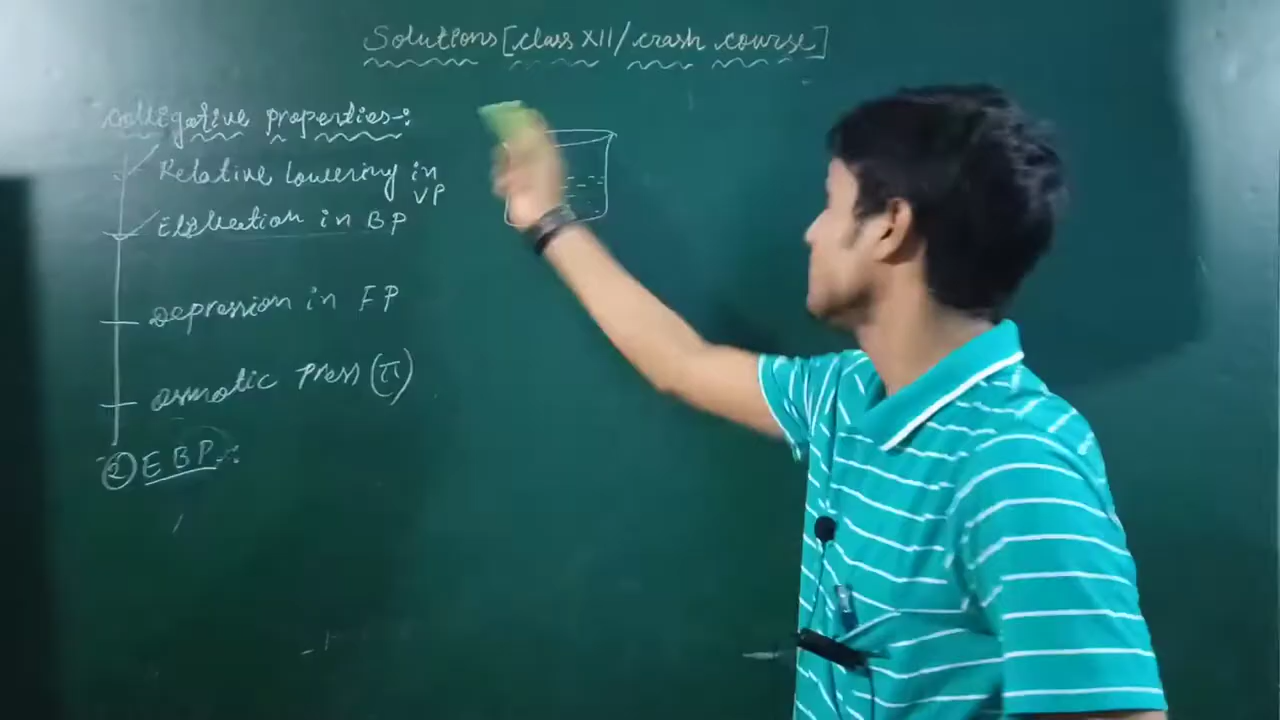 Solutions [class XII / crash course]
Colligative properties-:
Relative lowering in
VP
Elevation in BP
Depression in FP
osmotic press (π)
② EBP-: